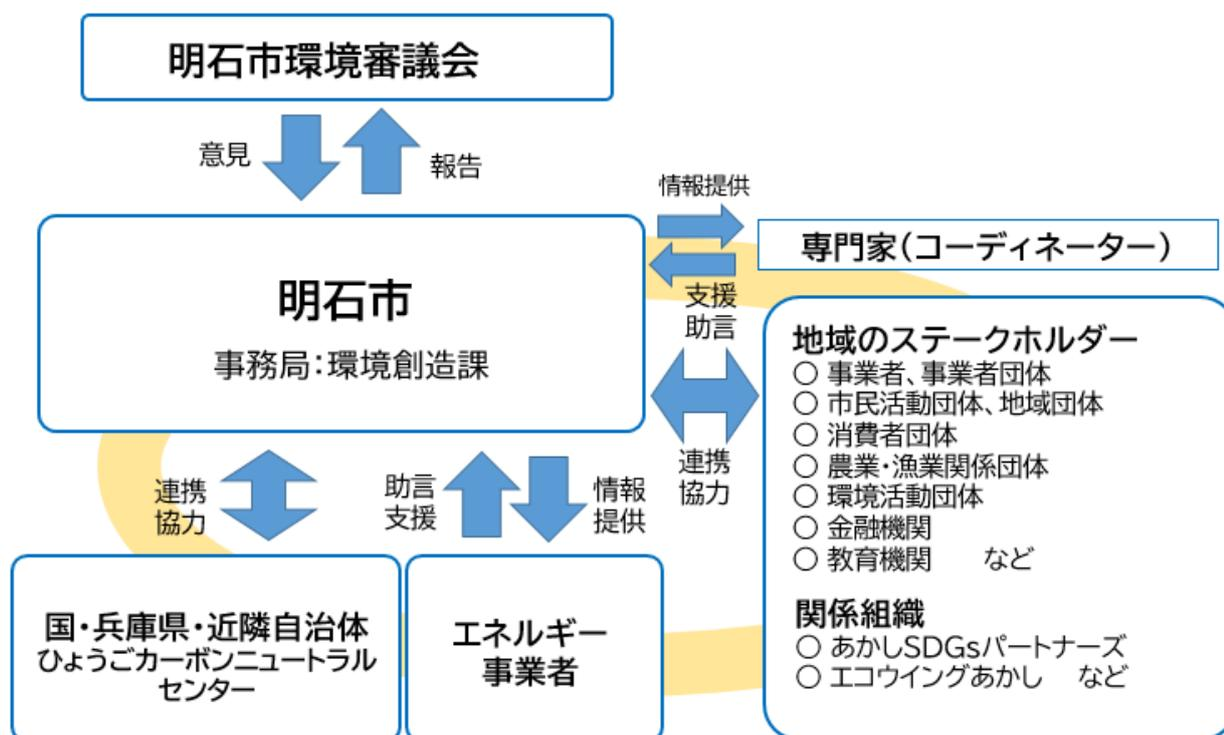 明石市環境審議会
意見
報告
情報提供
専門家(コーディネーター)
支援
助言
明石市
事務局:環境創造課
連携
協力
地域のステークホルダー
○ 事業者、事業者団体
○ 市民活動団体、地域団体
○ 消費者団体
○ 農業・漁業関係団体
○ 環境活動団体
○ 金融機関
○ 教育機関 など
関係組織
○ あかしSDGsパートナーズ
○ エコウイングあかし など
連携
協力
助言
支援
情報
提供
国・兵庫県・近隣自治体
ひょうごカーボンニュートラル
センター
エネルギー
事業者